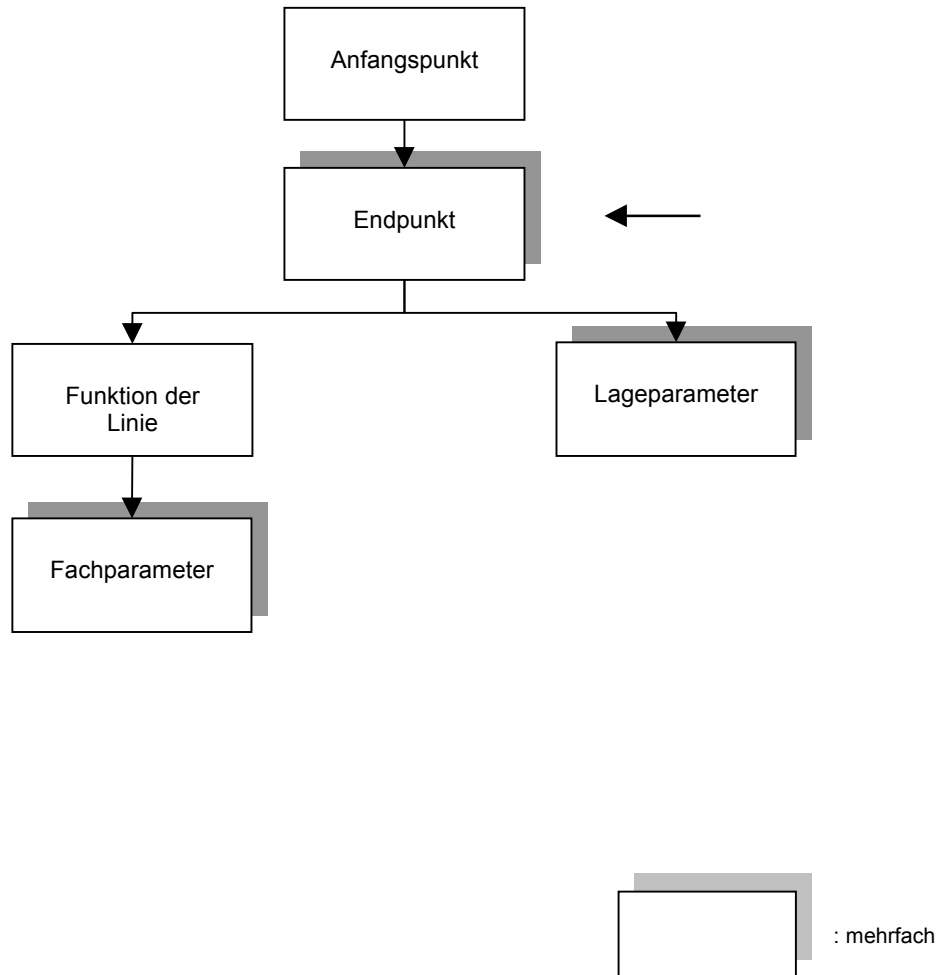 Anfangspunkt
Endpunkt
Funktion der
Linie
Lageparameter
Fachparameter
: mehrfach